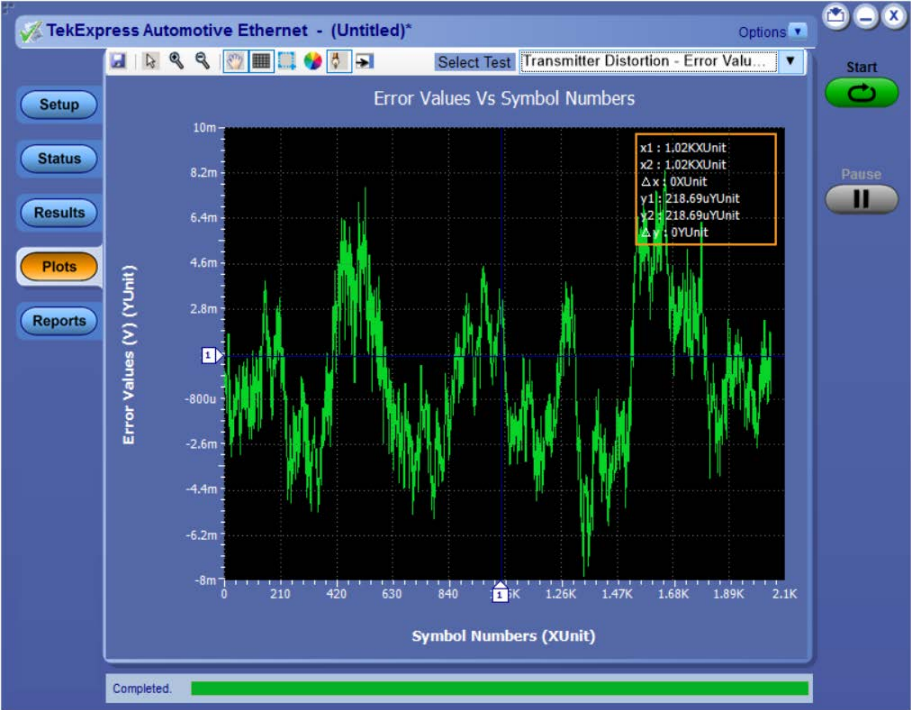 TekExpress Automotive Ethernet - (Untitled)*
Options
Select Test
Transmitter Distortion - Error Valu...
Start
Pause
Setup
Status
Results
Plots
Reports
Error Values Vs Symbol Numbers
x1 : 1.02KXUnit
x2 : 1.02KXUnit
Δx : 0XUnit
y1 : 218.69uYUnit
y2 : 218.69uYUnit
Δy : 0YUnit
Error Values (V) (YUnit)
10m
8.2m
6.4m
4.6m
2.8m
1
-800u
-2.6m
-4.4m
-6.2m
-8m
0 210 420 630 840 1 5K 1.26K 1.47K 1.68K 1.89K 2.1K
Symbol Numbers (XUnit)
Completed.